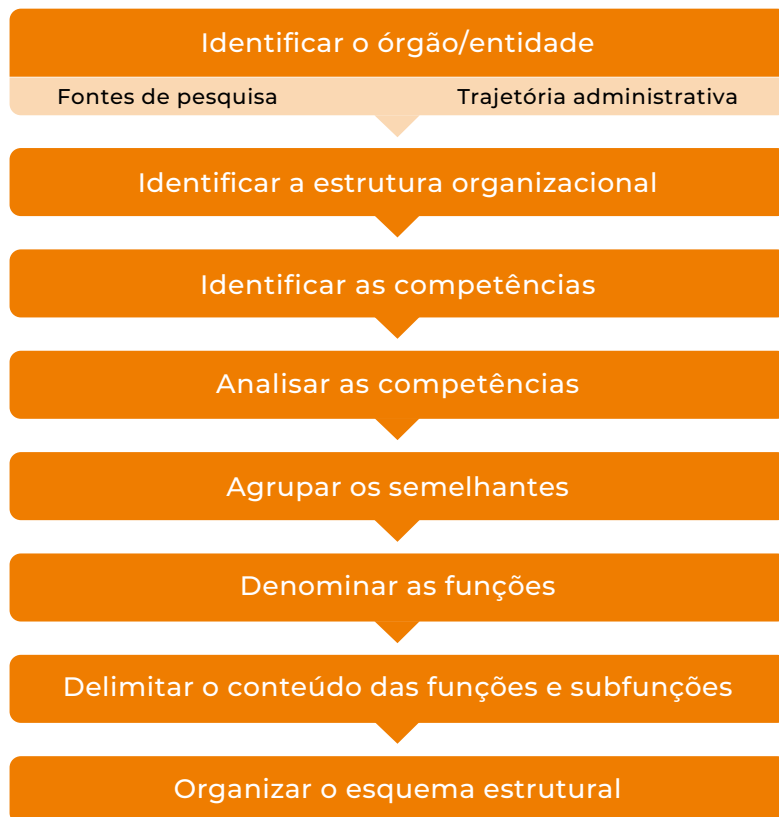 Identificar o órgão/entidade
Fontes de pesquisa Trajetória administrativa
Identificar a estrutura organizacional
Identificar as competências
Analisar as competências
Agrupar os semelhantes
Denominar as funções
Delimitar o conteúdo das funções e subfunções
Organizar o esquema estrutural